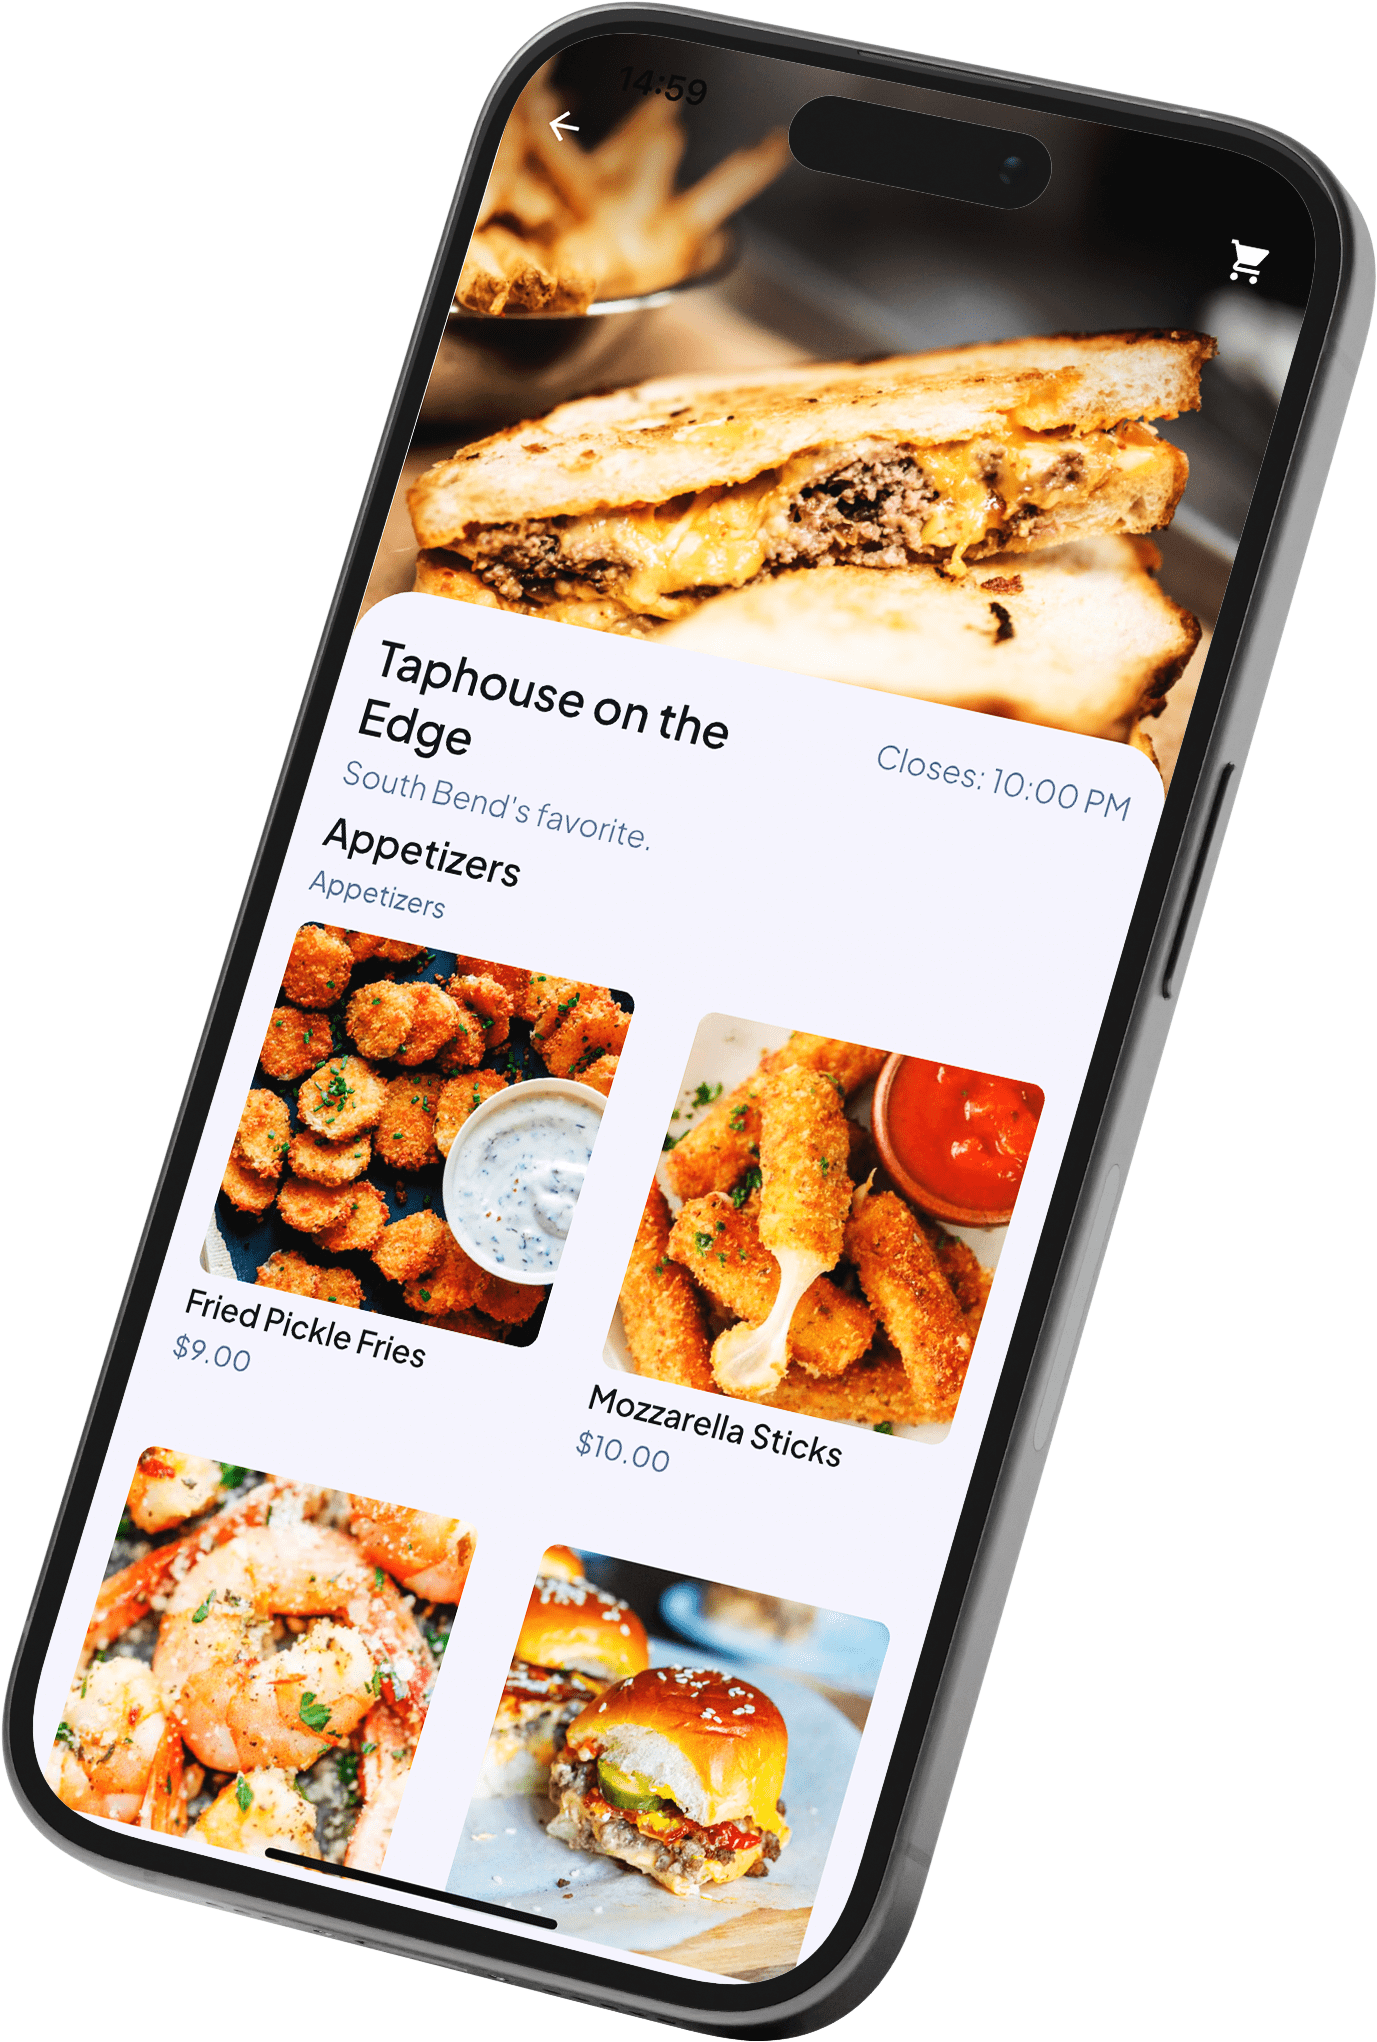 14:59
Taphouse on the
Edge
Closes: 10:00 PM
South Bend's favorite.
Appetizers
Appetizers
Fried Pickle Fries
$9.00
Mozzarella Sticks
$10.00